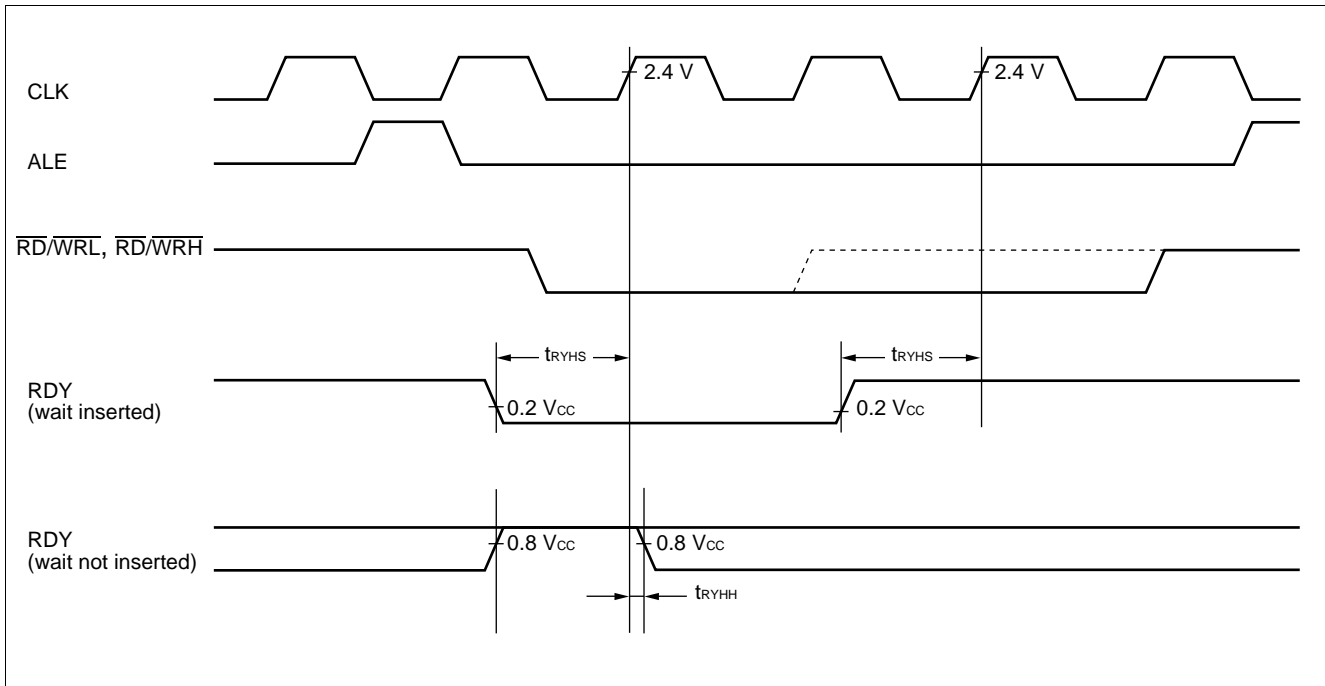 CLK
2.4 V
2.4 V
ALE
RD/WRL, RD/WRH
tRYHS
tRYHS
RDY
(wait inserted)
0.2 VCC
0.2 VCC
RDY
(wait not inserted)
0.8 VCC
0.8 VCC
tRYHH